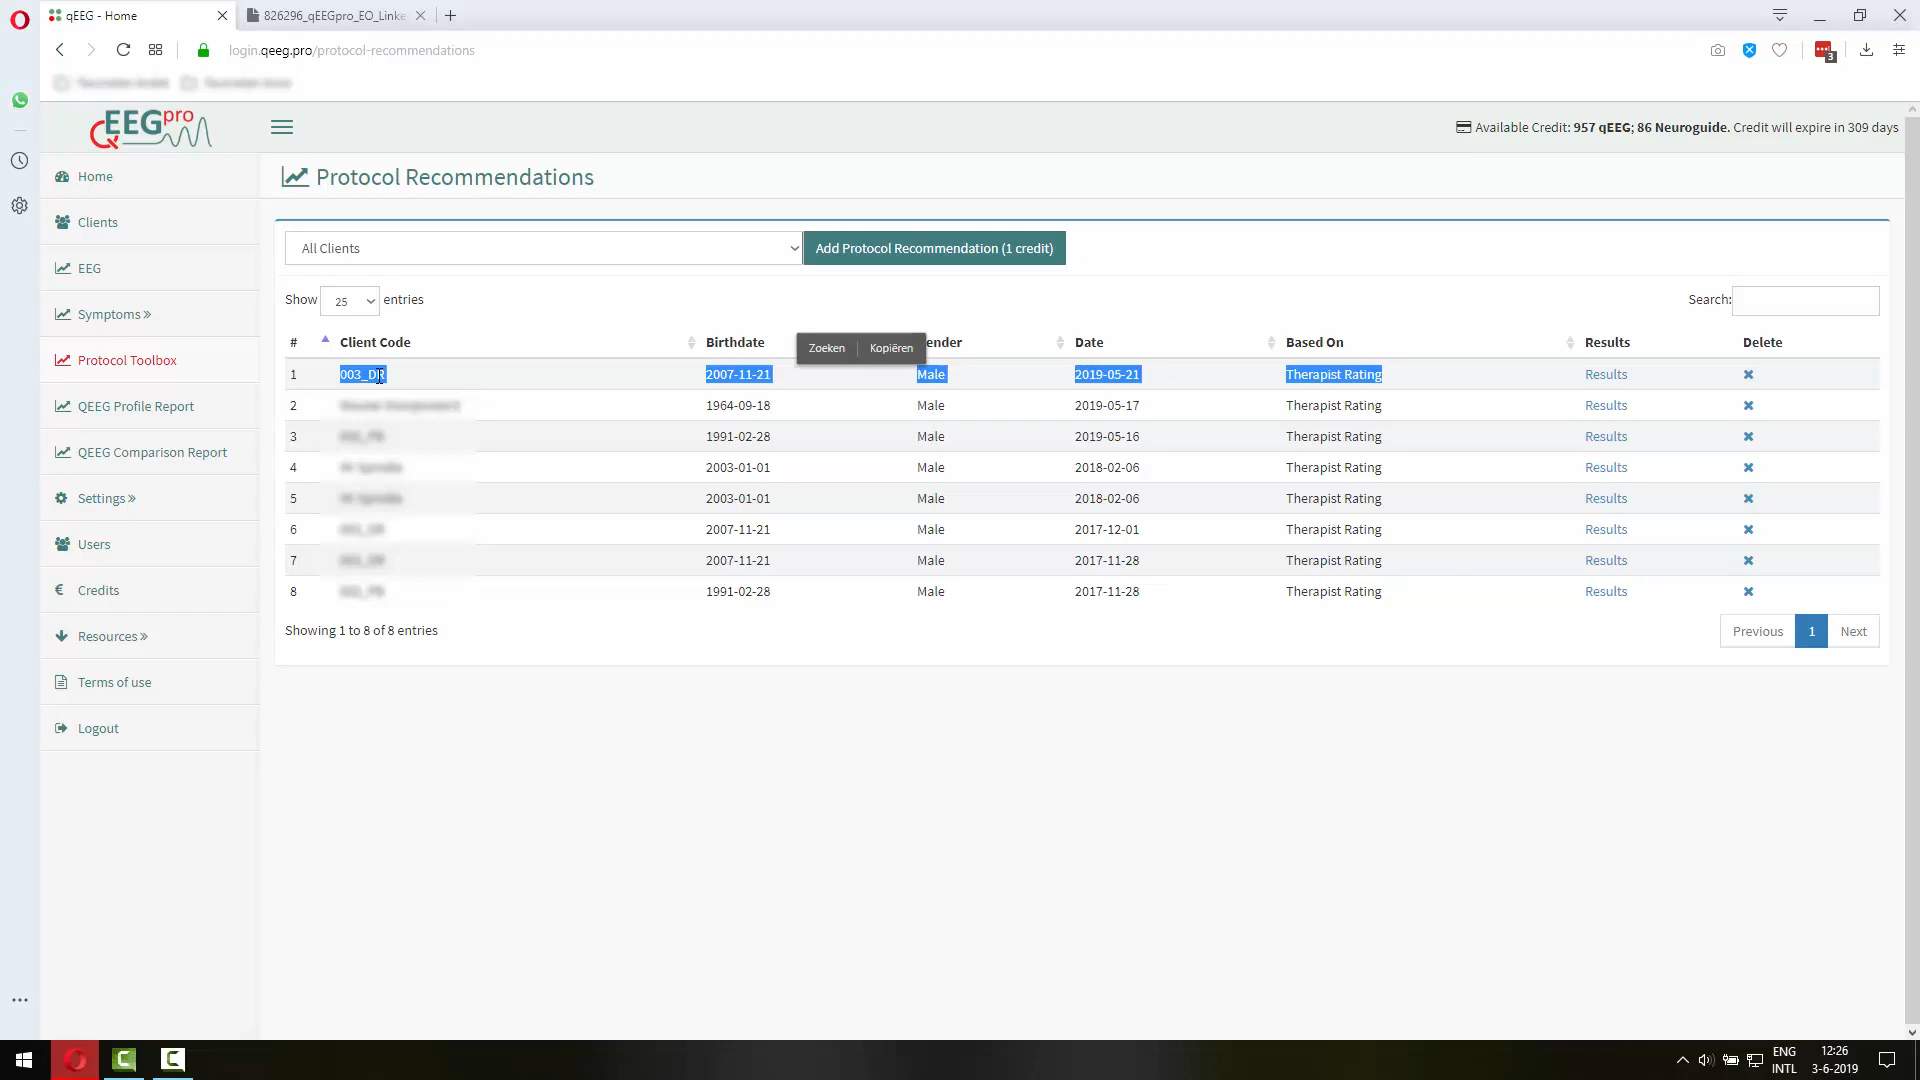 qEEG - Home
826296_qEEGpro_EO_Linke
login.qeeg.pro/protocol-recommendations
3
QEEGpro
Available Credit: 957 qEEG; 86 Neuroguide. Credit will expire in 309 days
Home
Clients
EEG
Symptoms »
Protocol Toolbox
QEEG Profile Report
QEEG Comparison Report
Settings »
Users
€ Credits
Resources »
Terms of use
Logout
Protocol Recommendations
All Clients
Add Protocol Recommendation (1 credit)
Show 25 entries
Search:
Zoeken Kopiëren
# Client Code Birthdate ender Date Based On Results Delete
1 003_DR 2007-11-21 Male 2019-05-21 Therapist Rating Results
2 1964-09-18 Male 2019-05-17 Therapist Rating Results
3 1991-02-28 Male 2019-05-16 Therapist Rating Results
4 2003-01-01 Male 2018-02-06 Therapist Rating Results
5 2003-01-01 Male 2018-02-06 Therapist Rating Results
6 2007-11-21 Male 2017-12-01 Therapist Rating Results
7 2007-11-21 Male 2017-11-28 Therapist Rating Results
8 1991-02-28 Male 2017-11-28 Therapist Rating Results
Showing 1 to 8 of 8 entries
Previous 1 Next
ENG
INTL
12:26
3-6-2019